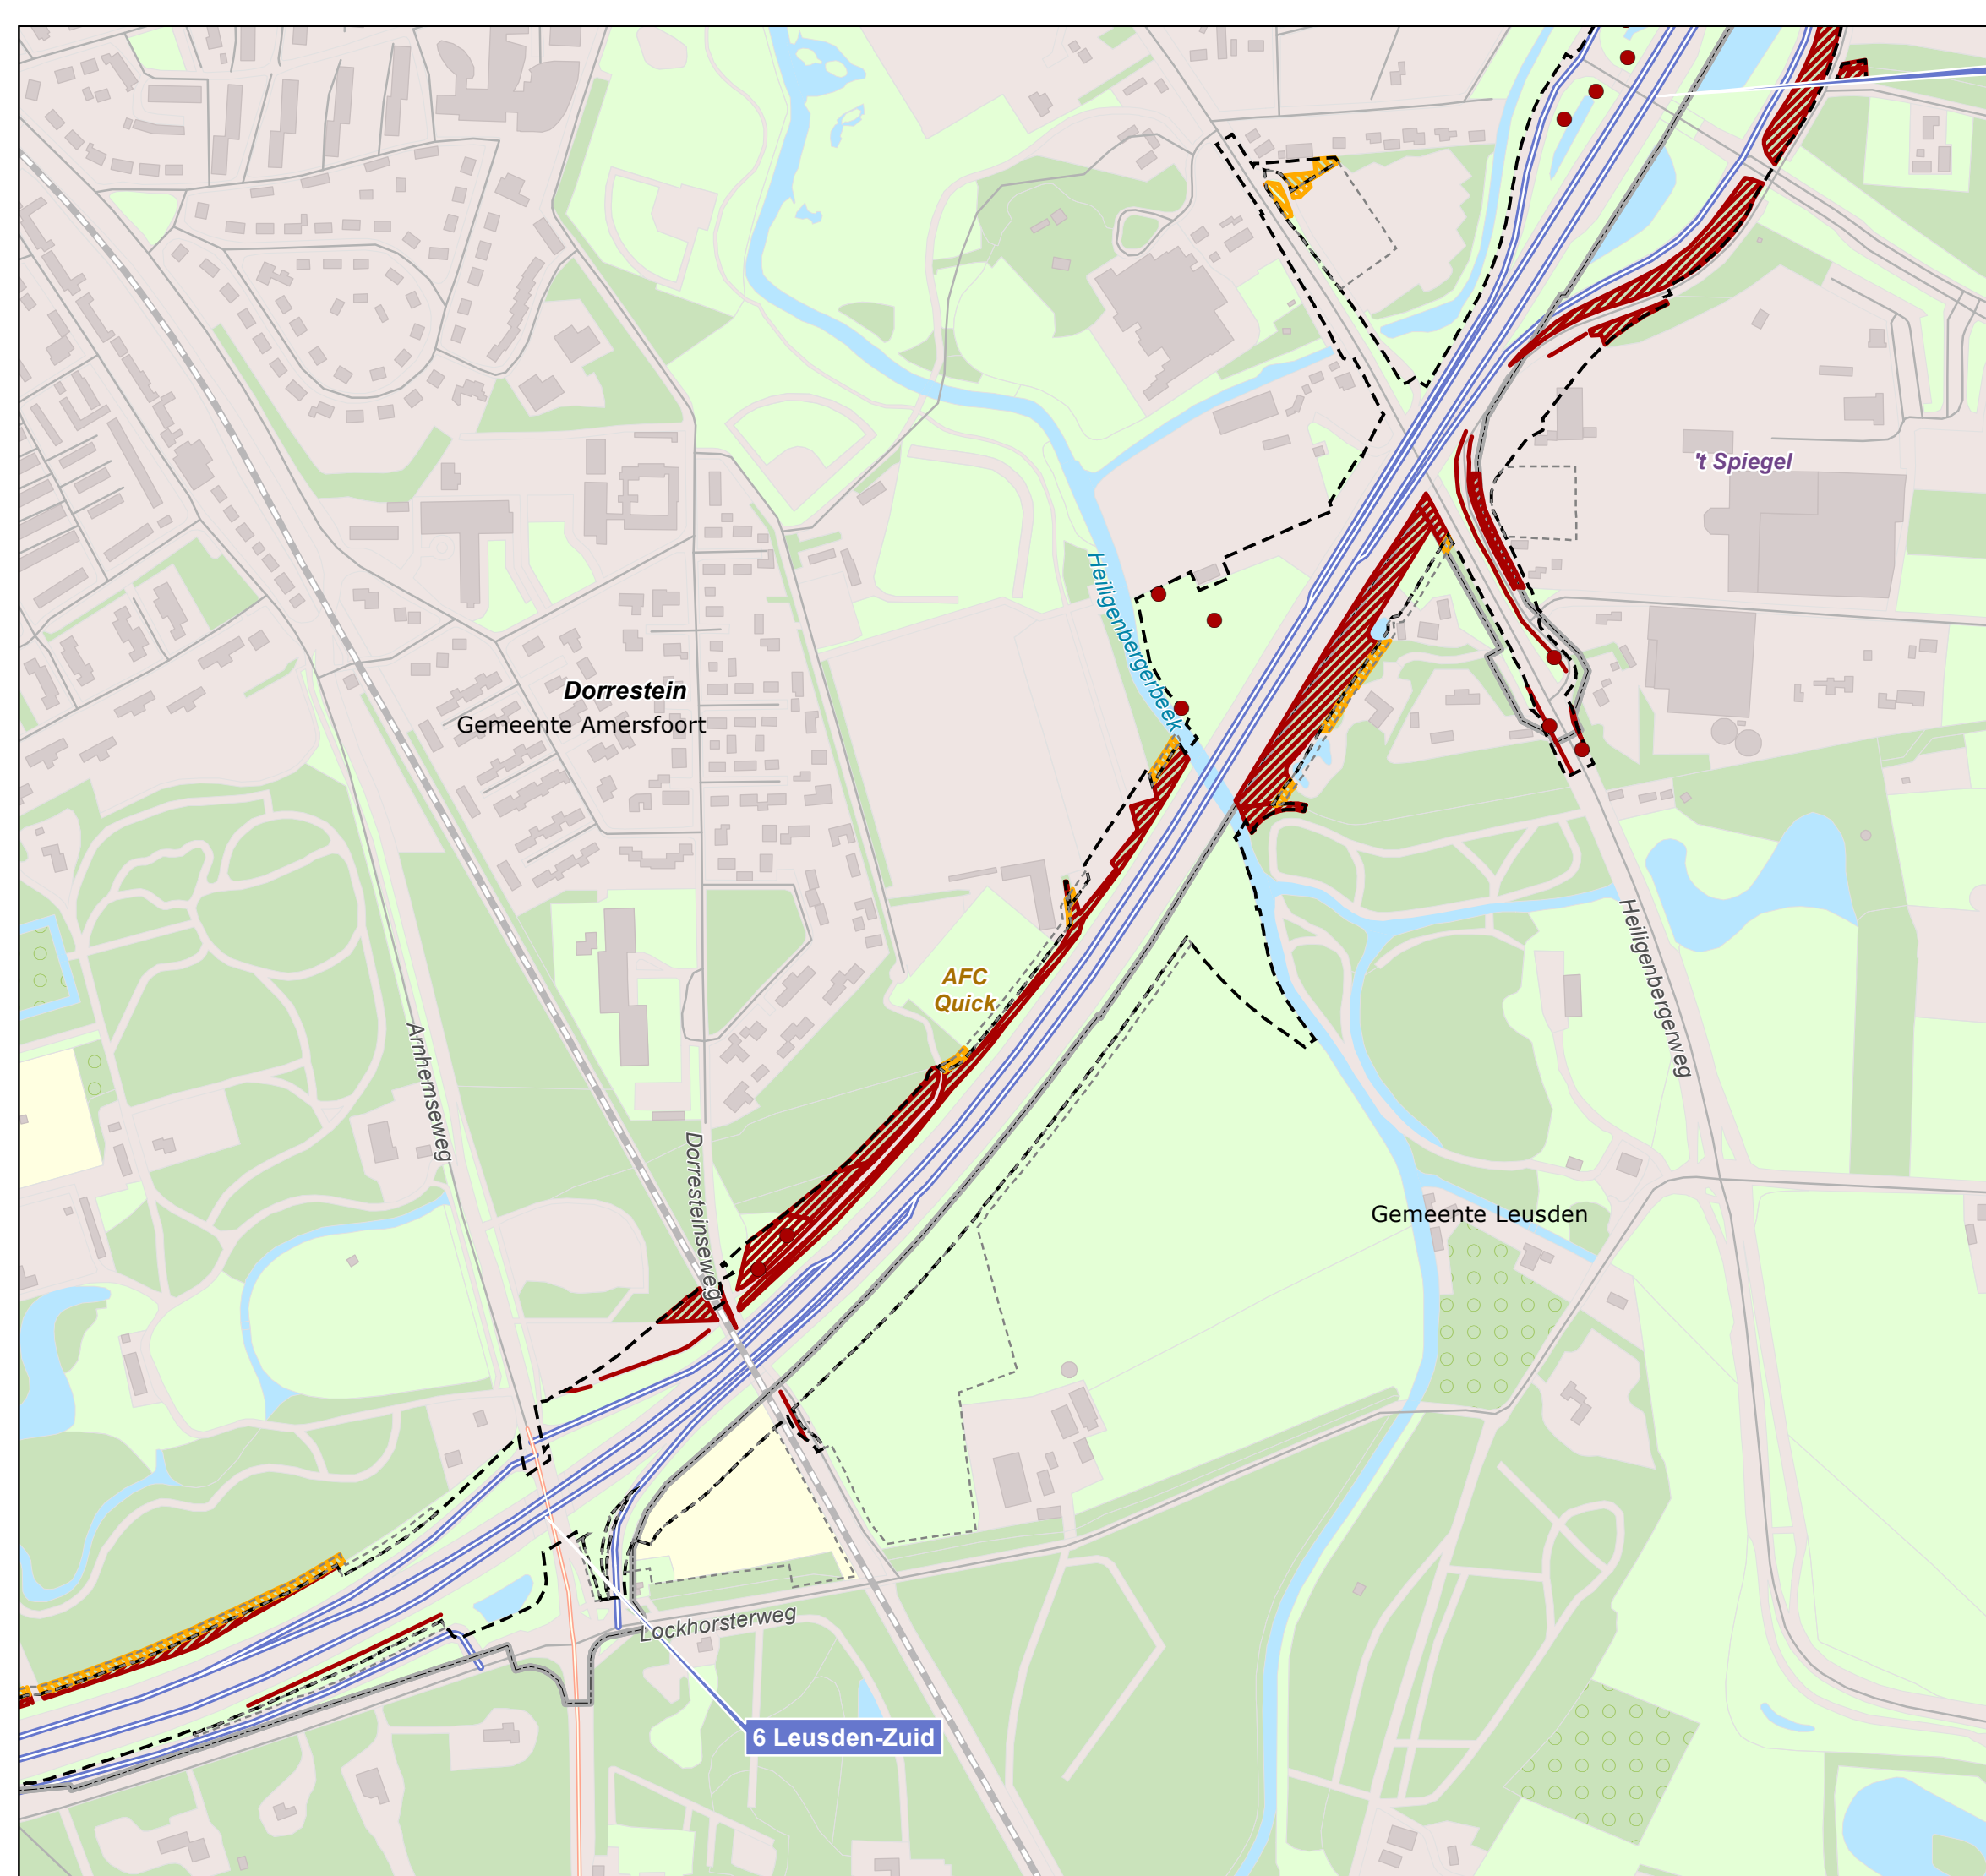 't Spiegel
Heiligenbergerbeek
Dorrestein
Gemeente Amersfoort
Heiligenbergerweg
AFC
Quick
Arnhemseweg
Dorresteinseweg
Gemeente Leusden
Lockhorsterweg
6 Leusden-Zuid